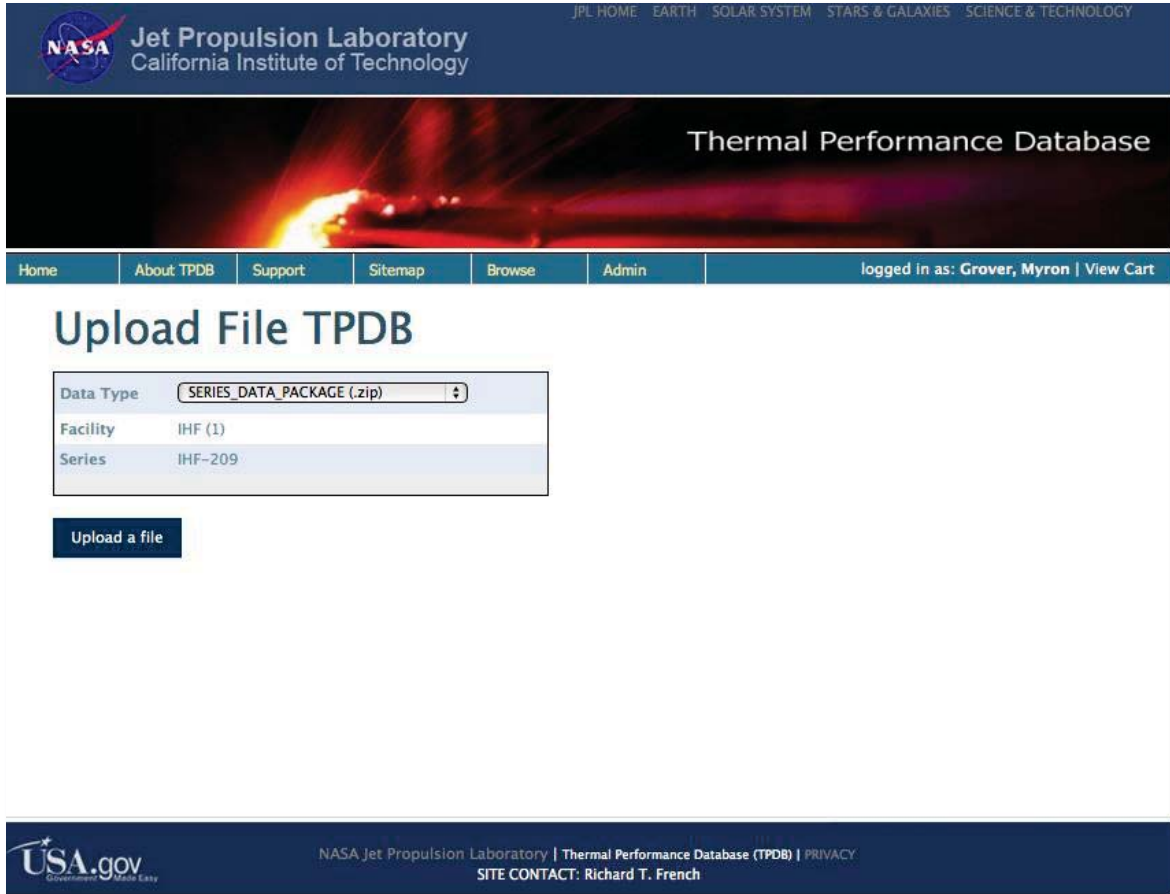 JPL HOME EARTH SOLAR SYSTEM STARS & GALAXIES SCIENCE & TECHNOLOGY
NASA
Jet Propulsion Laboratory
California Institute of Technology
Thermal Performance Database
Home About TPDB Support Sitemap Browse Admin logged in as: Grover, Myron | View Cart
Upload File TPDB
Data Type SERIES_DATA_PACKAGE (.zip)
Facility IHF (1)
Series IHF-209
Upload a file
USA.gov
Government Made Easy
NASA Jet Propulsion Laboratory | Thermal Performance Database (TPDB) | PRIVACY
SITE CONTACT: Richard T. French